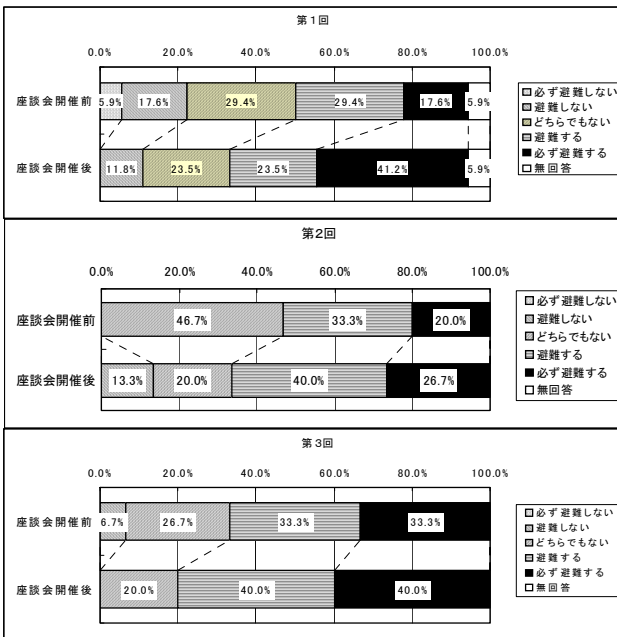 第1回
0.0% 20.0% 40.0% 60.0% 80.0% 100.0%
座談会開催前
5.9% 17.6% 29.4% 29.4% 17.6% 5.9%
座談会開催後
11.8% 23.5% 23.5% 41.2% 5.9%
必ず避難しない
避難しない
どちらでもない
避難する
必ず避難する
無回答
第2回
0.0% 20.0% 40.0% 60.0% 80.0% 100.0%
座談会開催前
46.7% 33.3% 20.0%
座談会開催後
13.3% 20.0% 40.0% 26.7%
必ず避難しない
避難しない
どちらでもない
避難する
必ず避難する
無回答
第3回
0.0% 20.0% 40.0% 60.0% 80.0% 100.0%
座談会開催前
6.7% 26.7% 33.3% 33.3%
座談会開催後
20.0% 40.0% 40.0%
必ず避難しない
避難しない
どちらでもない
避難する
必ず避難する
無回答